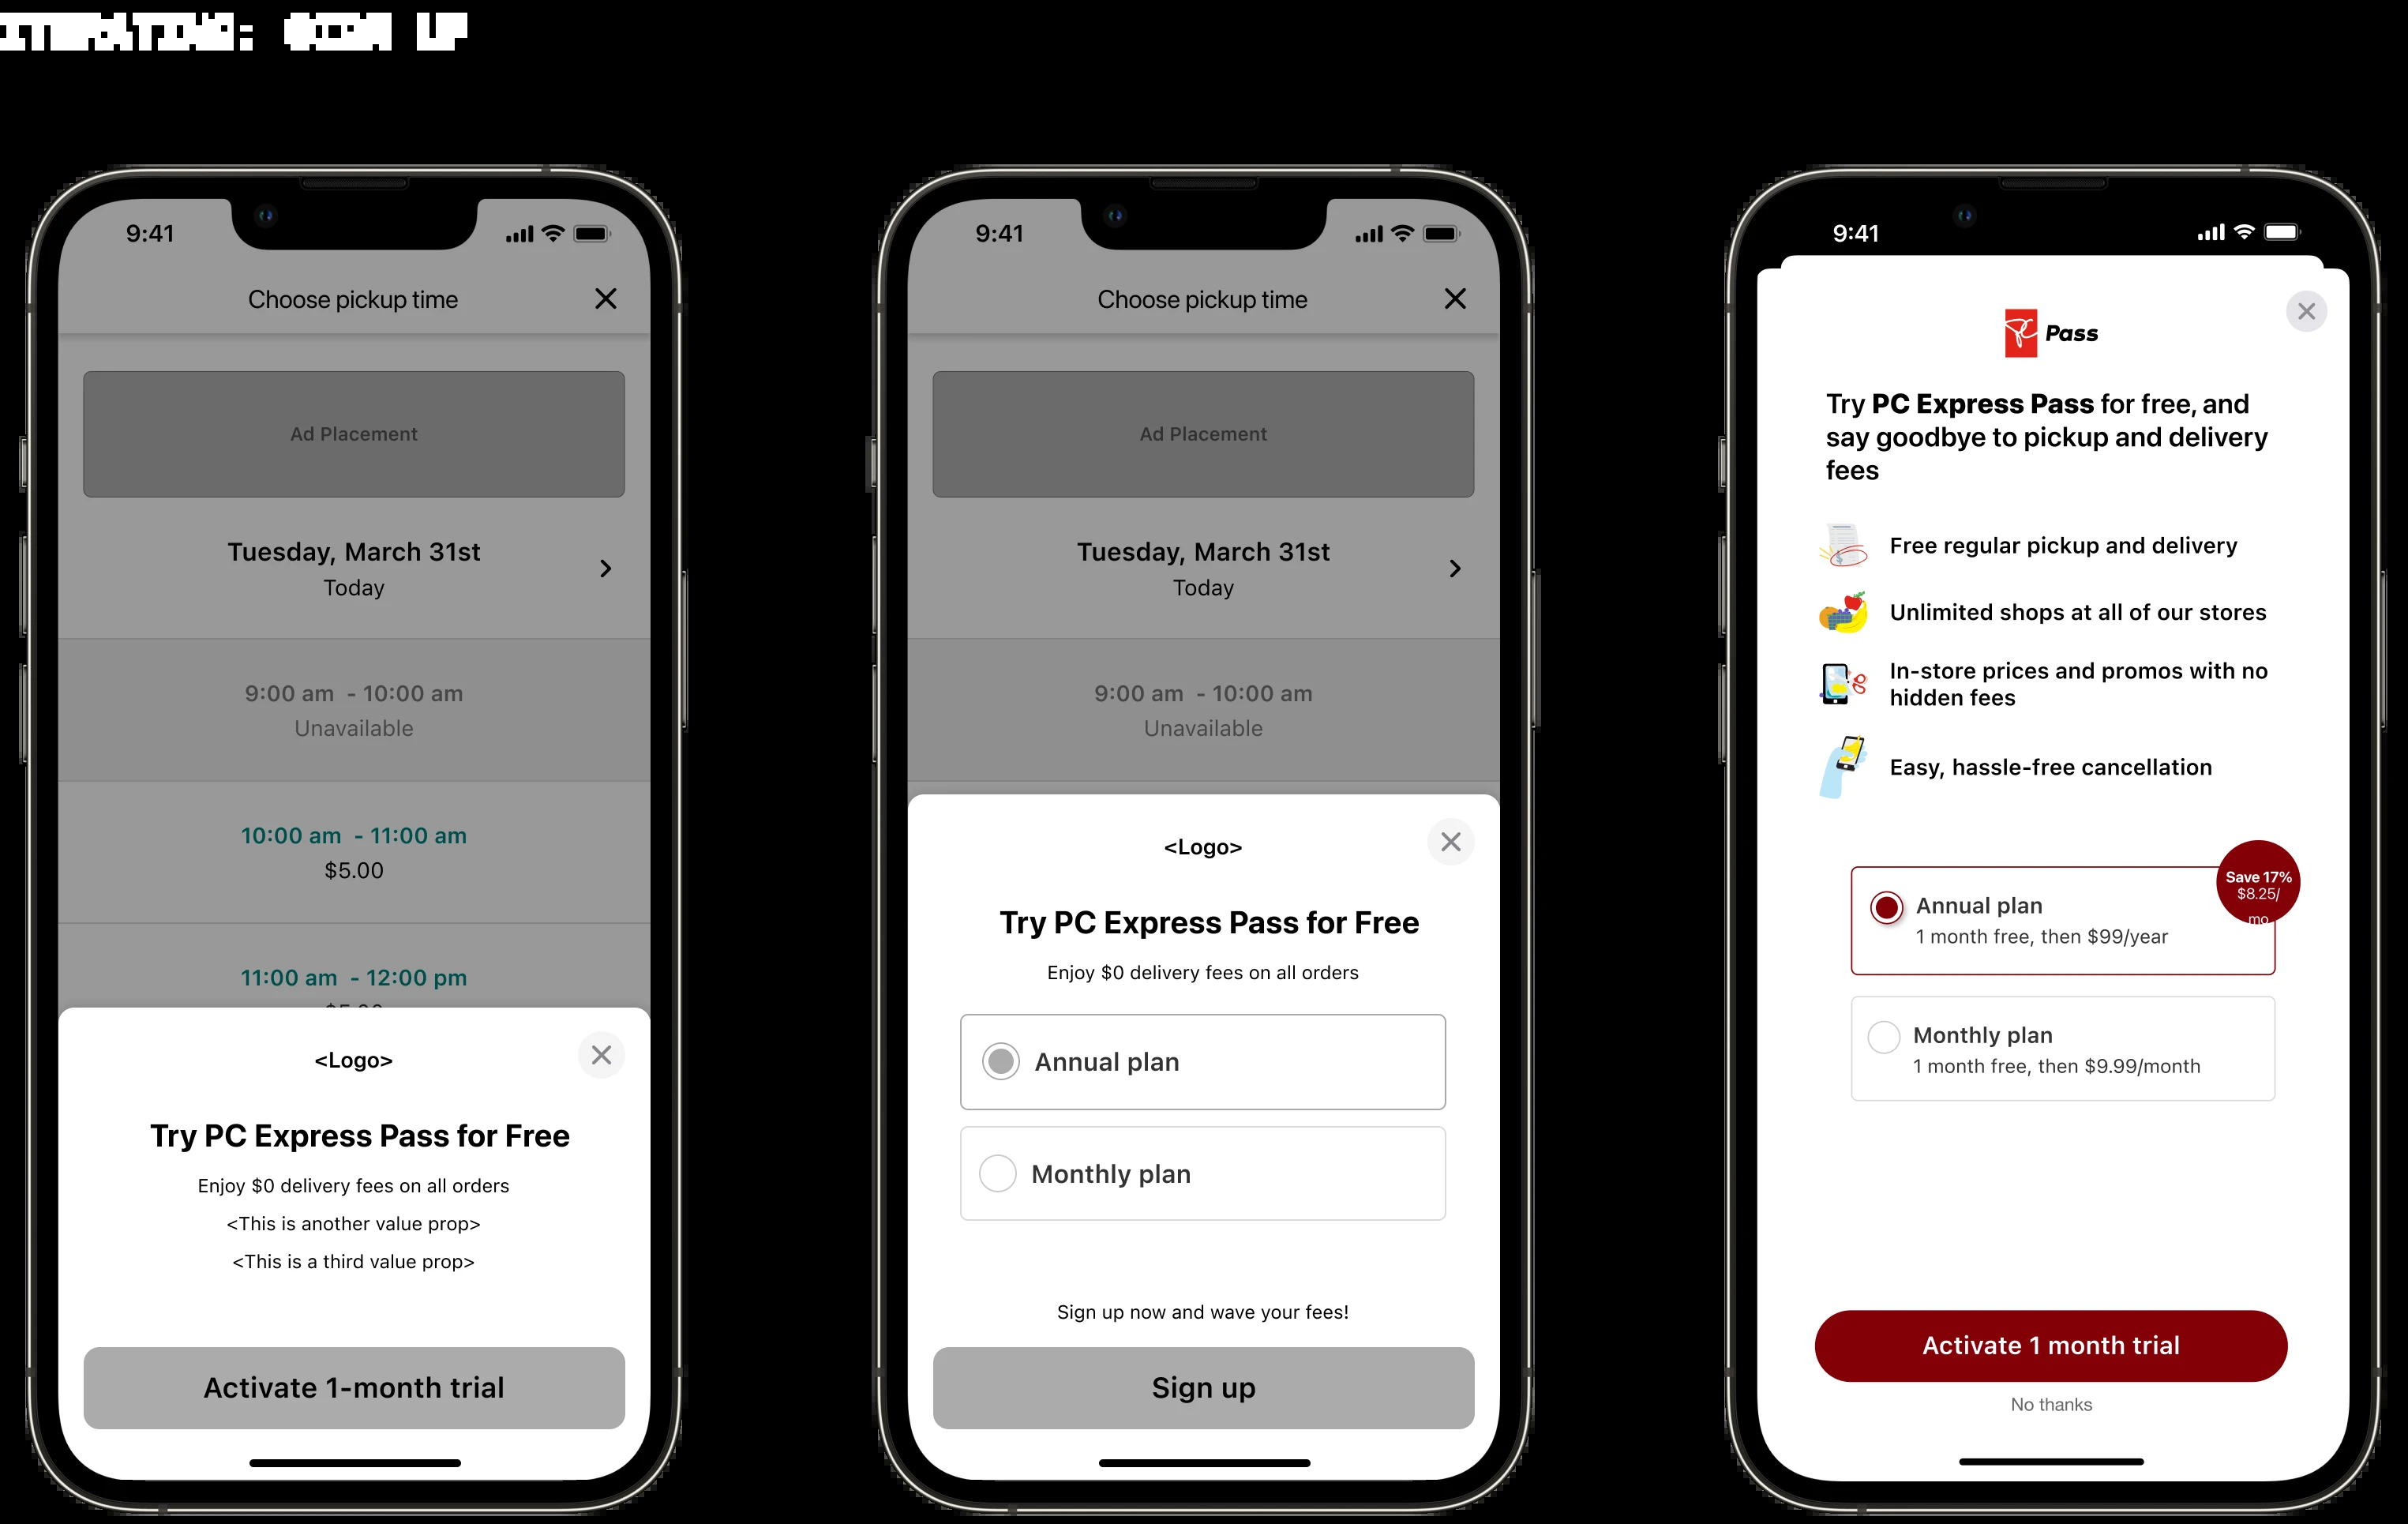 ITERATING: SIGN UP
9:41
Choose pickup time
Ad Placement
Tuesday, March 31st
Today
9:00 am - 10:00 am
Unavailable
10:00 am - 11:00 am
$5.00
11:00 am - 12:00 pm
<Logo>
Try PC Express Pass for Free
Enjoy $0 delivery fees on all orders
<This is another value prop>
<This is a third value prop>
Activate 1-month trial
9:41
Choose pickup time
Ad Placement
Tuesday, March 31st
Today
9:00 am - 10:00 am
Unavailable
<Logo>
Try PC Express Pass for Free
Enjoy $0 delivery fees on all orders
Annual plan
Monthly plan
Sign up now and wave your fees!
Sign up
9:41
Pass
Try PC Express Pass for free, and
say goodbye to pickup and delivery
fees
Free regular pickup and delivery
Unlimited shops at all of our stores
In-store prices and promos with no
hidden fees
Easy, hassle-free cancellation
Save 17%
$8.25/
mo
Annual plan
1 month free, then $99/year
Monthly plan
1 month free, then $9.99/month
Activate 1 month trial
No thanks